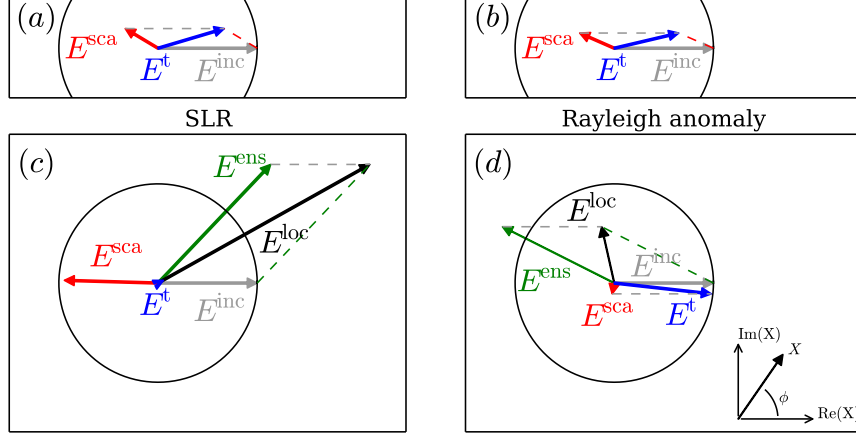 (a)
E^sca
E^t
E^inc
(b)
E^sca
E^t
E^inc
SLR
(c)
E^ens
E^loc
E^sca
E^t
E^inc
Rayleigh anomaly
(d)
E^loc
E^inc
E^ens
E^sca
E^t
Im(X)
X
ϕ
Re(X)